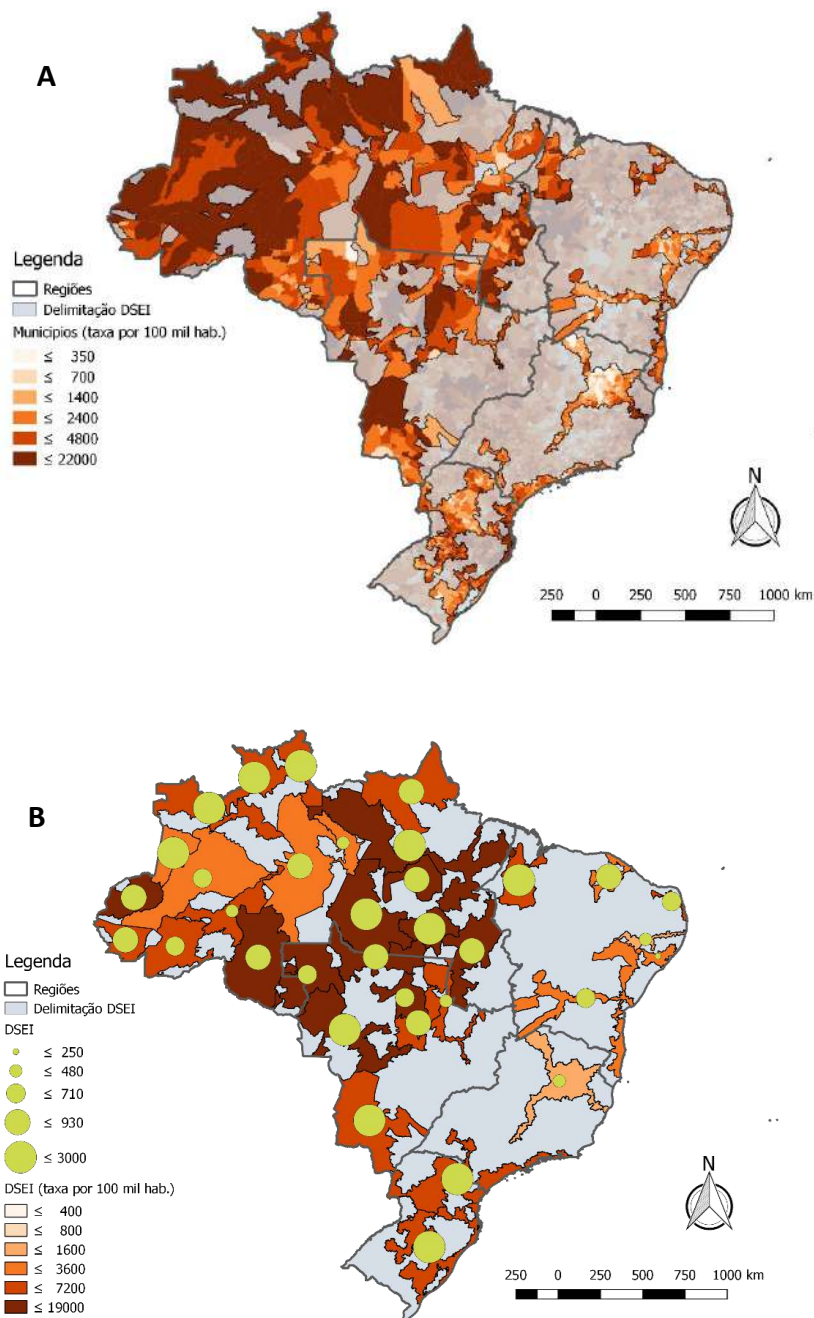 A
Legenda
Regiões
Delimitação DSEI
Municípios (taxa por 100 mil hab.)
≤ 350
≤ 700
≤ 1400
≤ 2400
≤ 4800
≤ 22000
N
250 0 250 500 750 1000 km
B
Legenda
Regiões
Delimitação DSEI
DSEI
≤ 250
≤ 480
≤ 710
≤ 930
≤ 3000
DSEI (taxa por 100 mil hab.)
≤ 400
≤ 800
≤ 1600
≤ 3600
≤ 7200
≤ 19000
N
250 0 250 500 750 1000 km